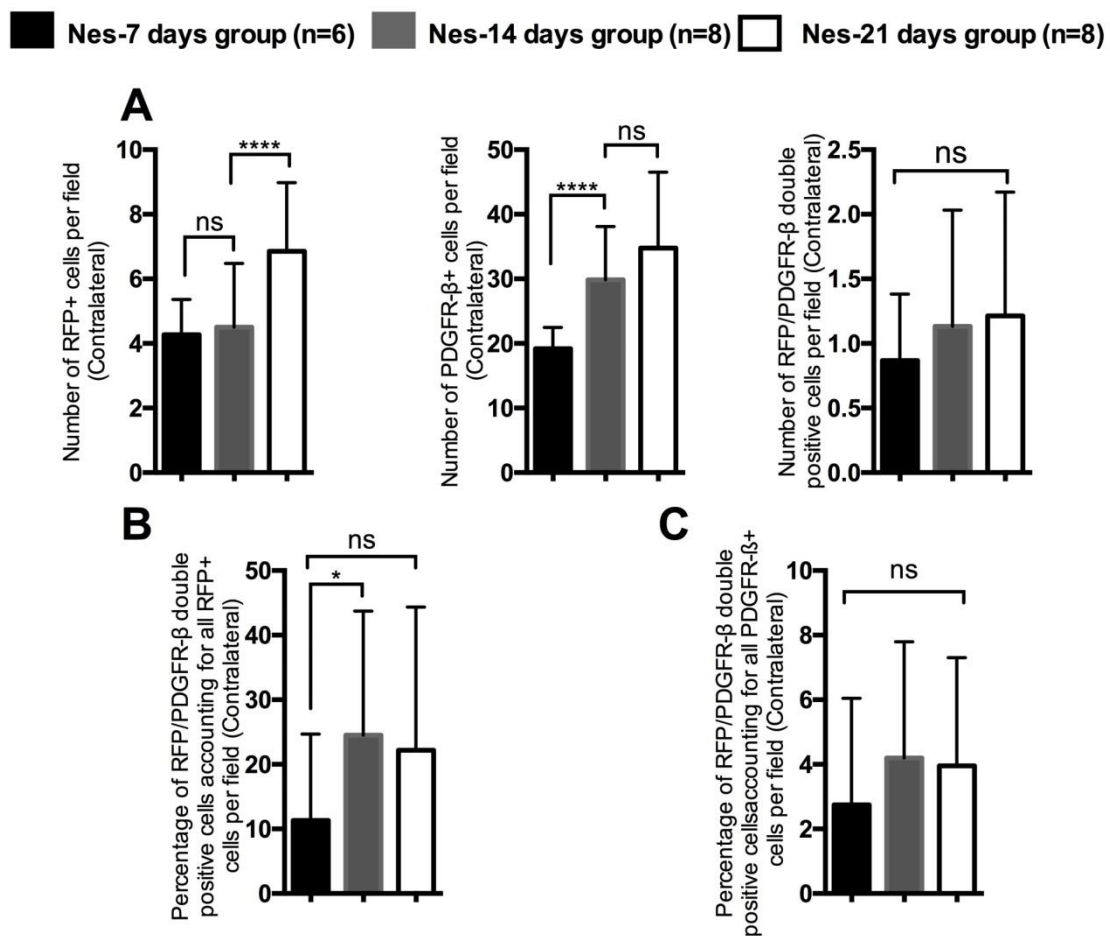 Nes-7 days group (n=6)
Nes-14 days group (n=8)
Nes-21 days group (n=8)
A
Number of RFP+ cells per field
(Contralateral)
10
8
6
4
2
0
ns
****
Number of PDGFR-β+ cells per field
(Contralateral)
50
40
30
20
10
0
****
ns
Number of RFP/PDGFR-β double
positive cells per field (Contralateral)
2.5
2.0
1.5
1.0
0.5
0.0
ns
B
Percentage of RFP/PDGFR-β double
positive cells accounting for all RFP+
cells per field (Contralateral)
50
40
30
20
10
0
ns
*
C
Percentage of RFP/PDGFR-ß double
positive cellsaccounting for all PDGFR-ß+
cells per field (Contralateral)
10
8
6
4
2
0
ns